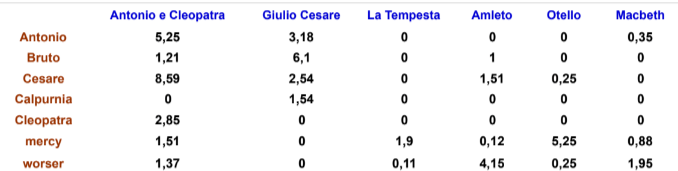 Antonio e Cleopatra Giulio Cesare La Tempesta Amleto Otello Macbeth
Antonio 5,25 3,18 0 0 0 0,35
Bruto 1,21 6,1 0 1 0 0
Cesare 8,59 2,54 0 1,51 0,25 0
Calpurnia 0 1,54 0 0 0 0
Cleopatra 2,85 0 0 0 0 0
mercy 1,51 0 1,9 0,12 5,25 0,88
worser 1,37 0 0,11 4,15 0,25 1,95